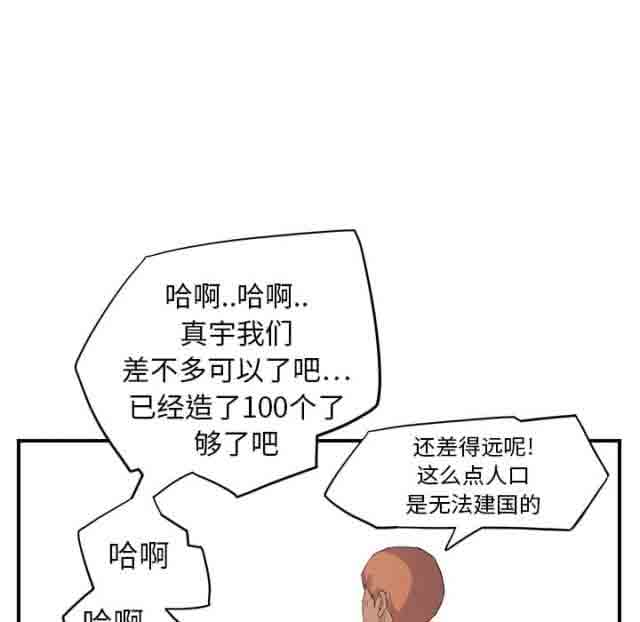 哈啊..哈啊..
真宇我们
差不多可以了吧...
已经造了100个了
够了吧
还差得远呢!
这么点人口
是无法建国的
哈啊
哈啊